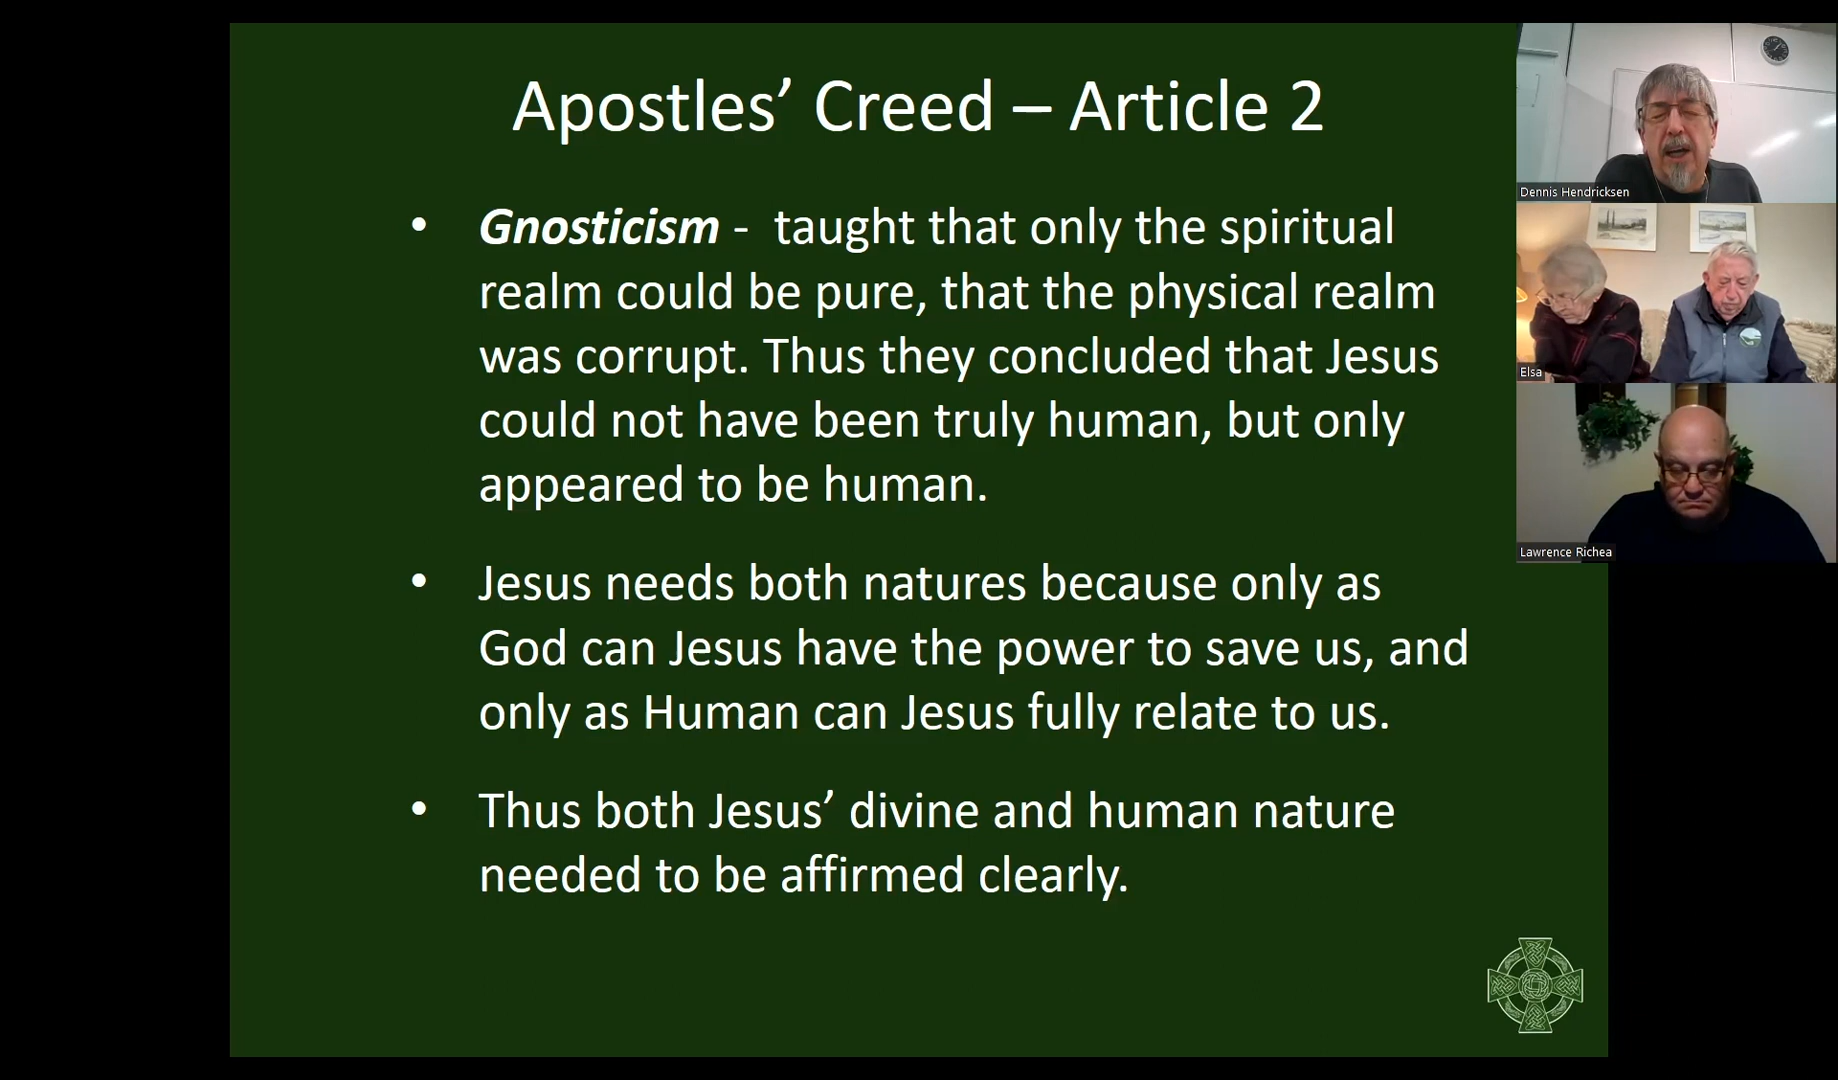 Apostles’ Creed – Article 2
• Gnosticism - taught that only the spiritual
realm could be pure, that the physical realm
was corrupt. Thus they concluded that Jesus
could not have been truly human, but only
appeared to be human.
• Jesus needs both natures because only as
God can Jesus have the power to save us, and
only as Human can Jesus fully relate to us.
• Thus both Jesus’ divine and human nature
needed to be affirmed clearly.
Dennis Hendricksen
Elsa
Lawrence Richea